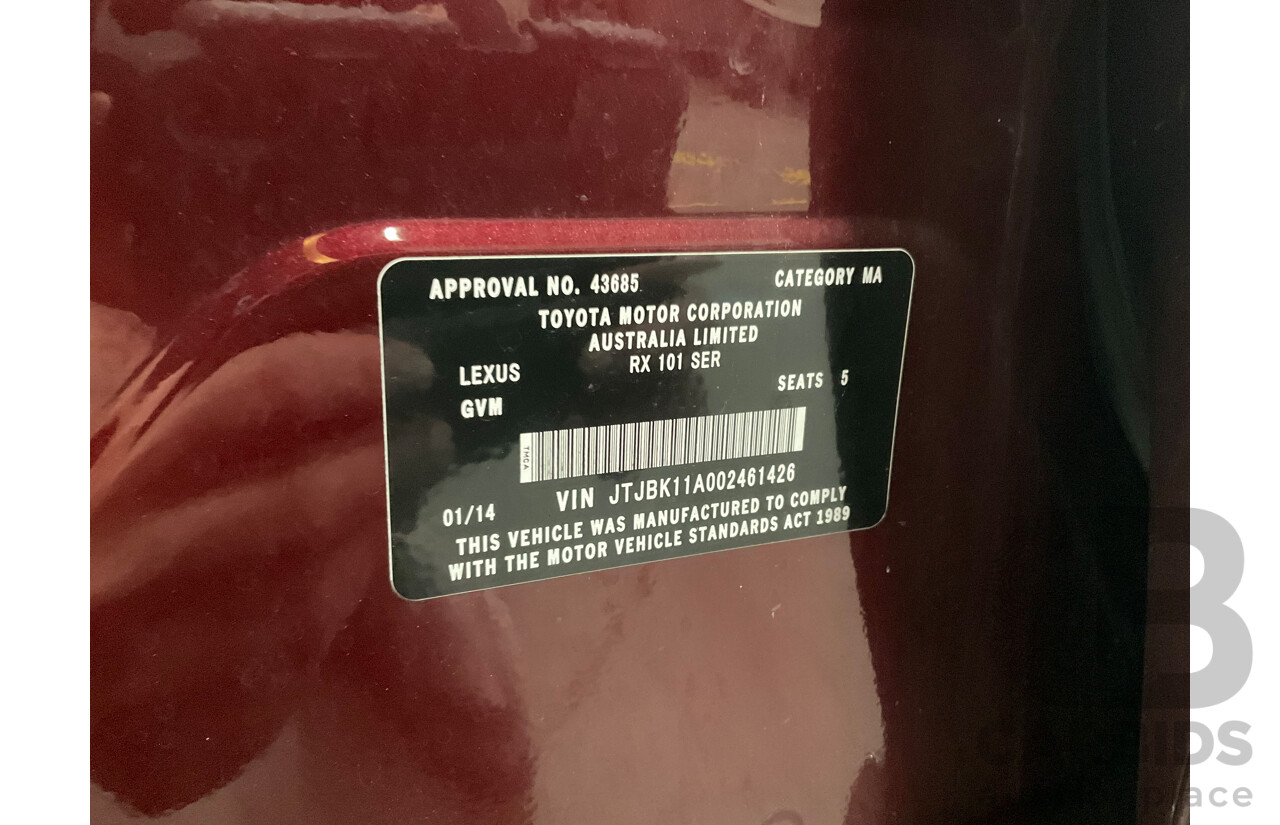 APPROVAL NO. 43685 CATEGORY MA
TOYOTA MOTOR CORPORATION
AUSTRALIA LIMITED
RX 101 SER
LEXUS
SEATS 5
GVM
TMCA
VIN JTJBK11A002461426
01/14
THIS VEHICLE WAS MANUFACTURED TO COMPLY
WITH THE MOTOR VEHICLE STANDARDS ACT 1989